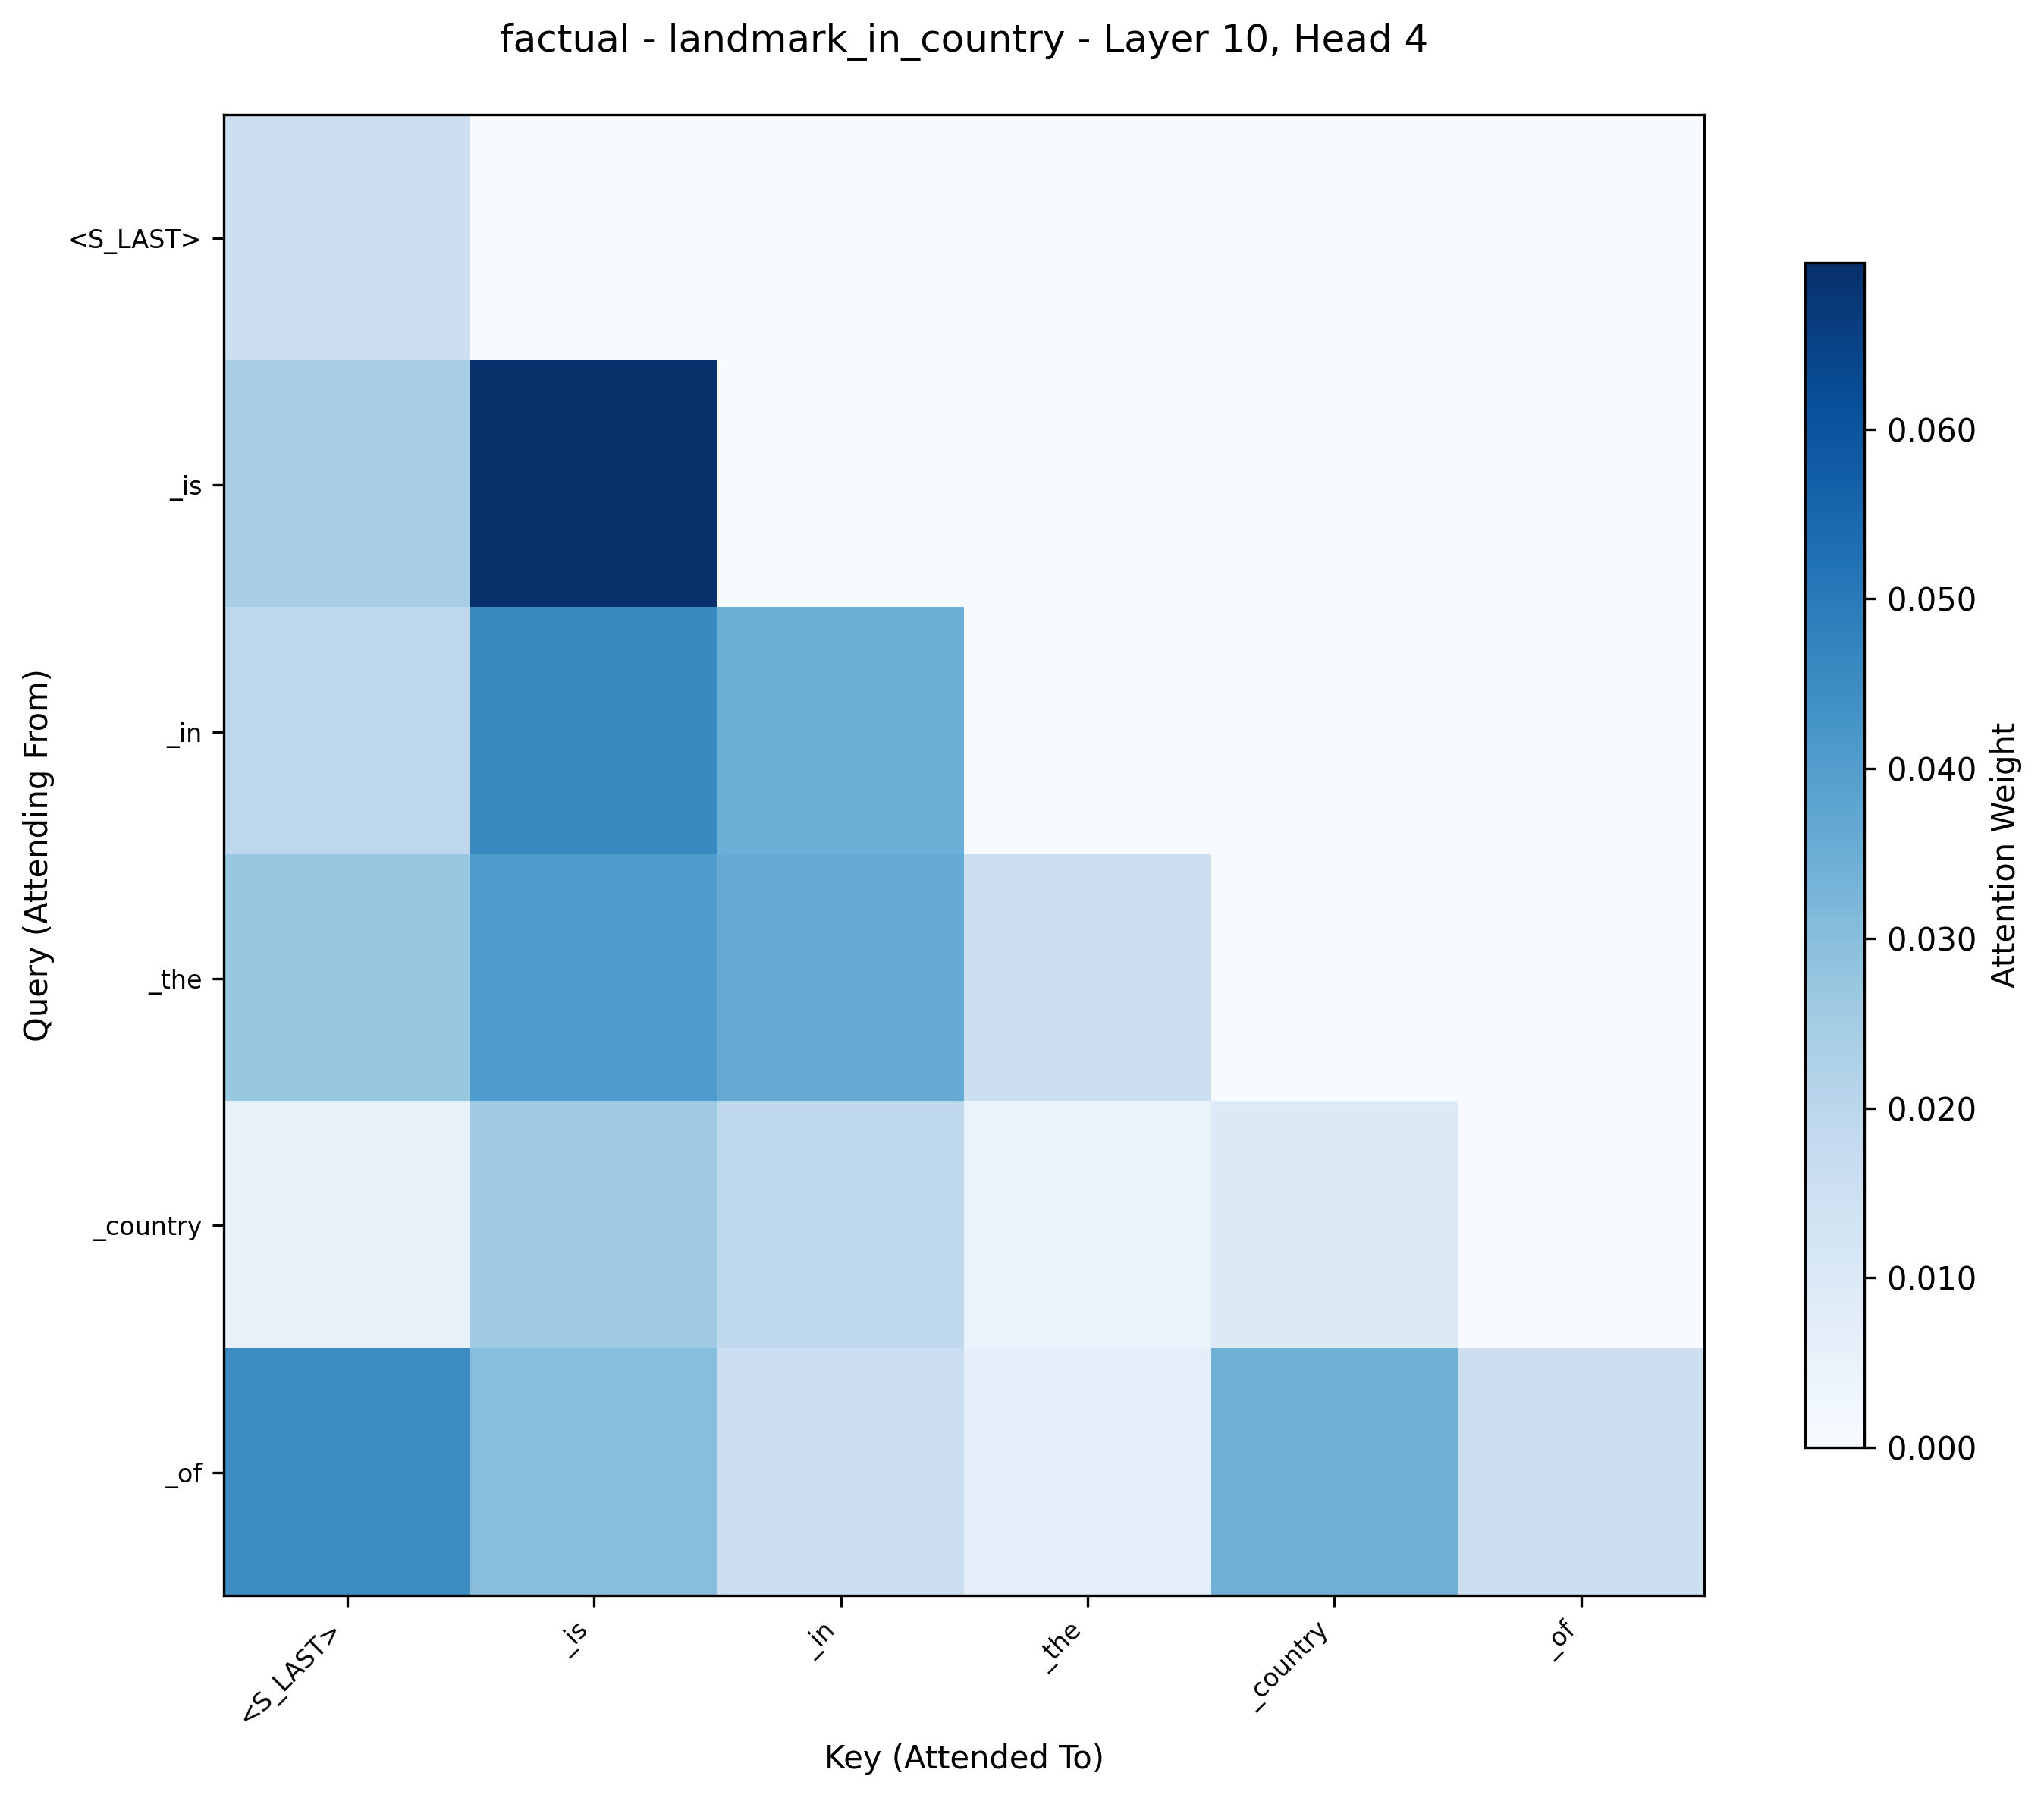 factual - landmark_in_country - Layer 10, Head 4
Query (Attending From)
<S_LAST>
_is
_in
_the
_country
_of
<S_LAST>
_is
_in
_the
_country
_of
Key (Attended To)
0.060
0.050
0.040
0.030
0.020
0.010
0.000
Attention Weight